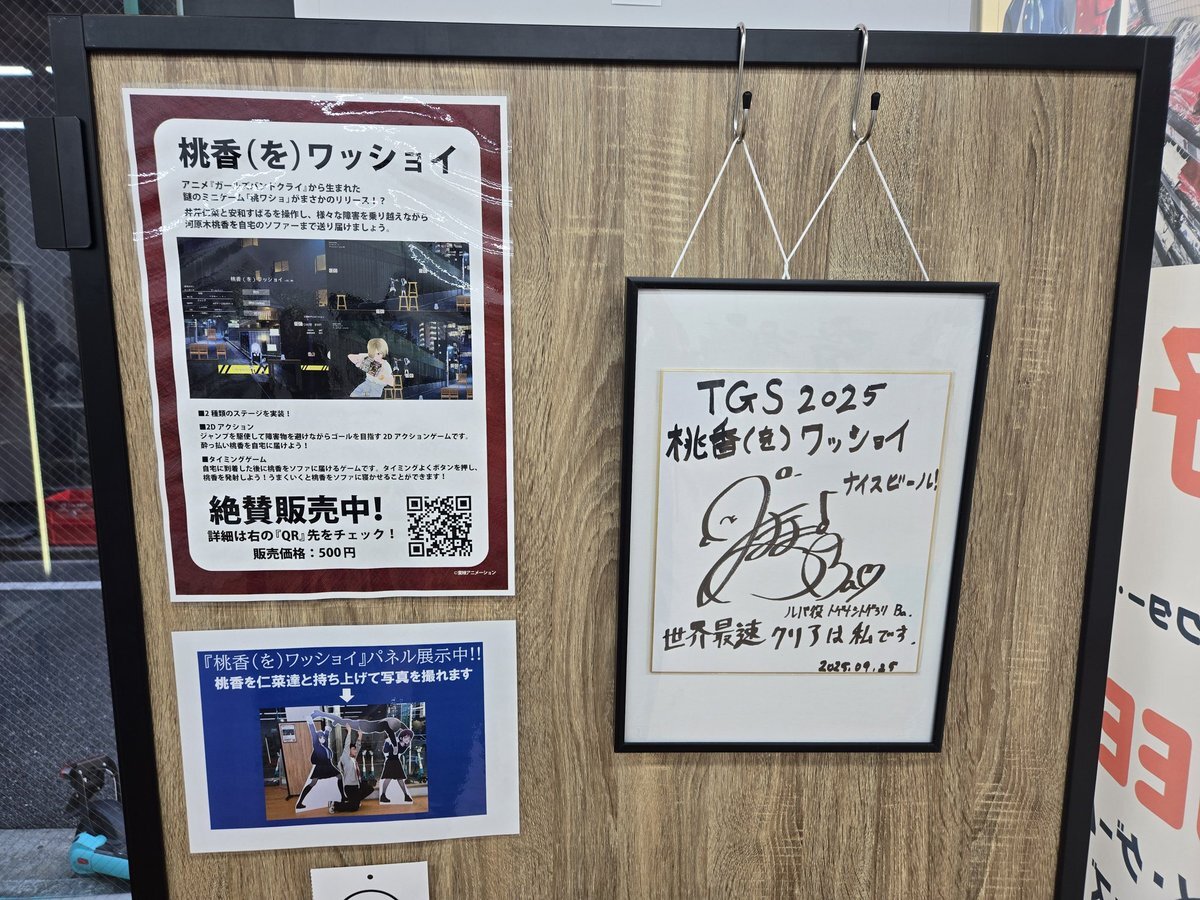 桃香(を)ワッショイ
アニメ『ガールズバンドクライ』から生まれた
謎のミニゲーム「桃ワショ」がまさかのリリース！？
井芹仁菜と安和すばるを操作し、様々な障害を乗り越えながら
河原木桃香を自宅のソファーまで送り届けましょう。
桃香(を)ワッショイ
■2種類のステージを実装！
■2Dアクション
ジャンプを駆使して障害物を避けながらゴールを目指す2Dアクションゲームです。
酔っ払い桃香を自宅に届けよう！
■タイミングゲーム
自宅に到着した後に桃香をソファに届けるゲームです。タイミングよくボタンを押し、
桃香を発射しよう！うまくいくと桃香をソファに寝かせることができます！
絶賛販売中！
詳細は右の『QR』先をチェック！
販売価格：500円
©東映アニメーション
『桃香(を)ワッショイ』パネル展示中!!
桃香を仁菜達と持ち上げて写真を撮れます
TGS 2025
桃香(を)ワッショイ
ナイスビール!
ルパ役 トゲナシトゲアリ Ba.
世界最速クリアは私です。
2025.09.25